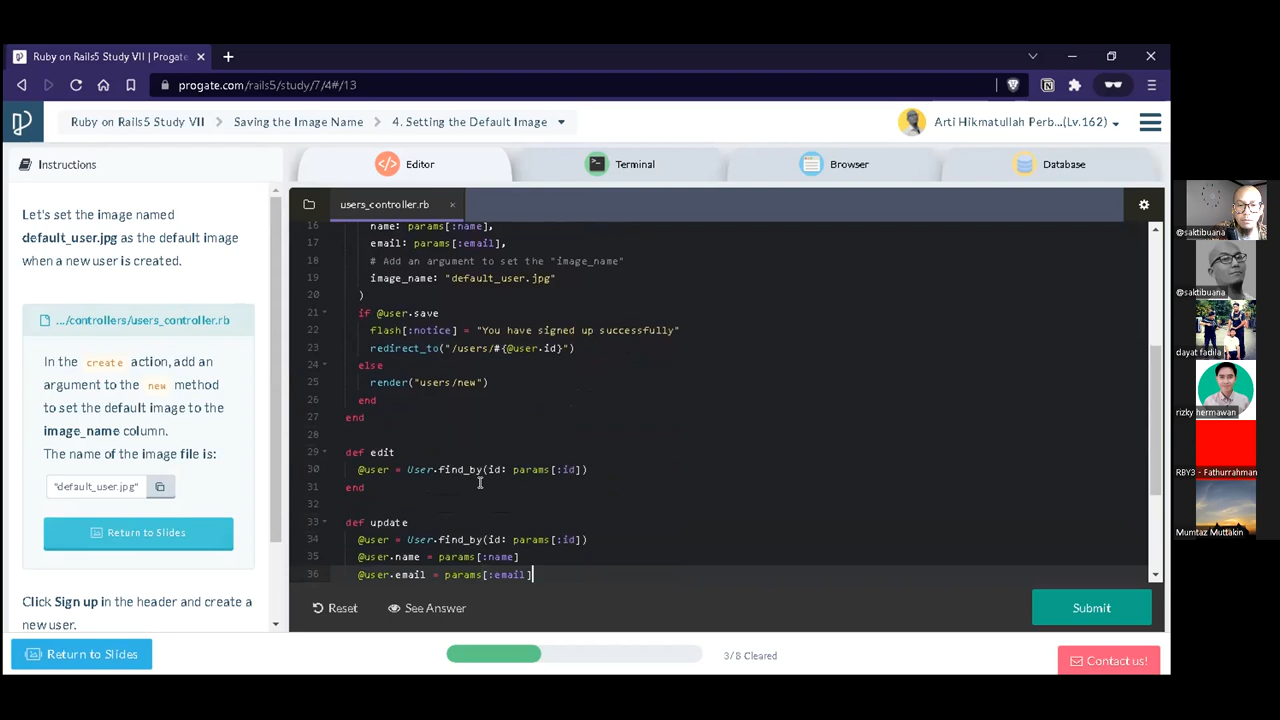 Ruby on Rails5 Study VII | Progate
progate.com/rails5/study/7/4#/13
Ruby on Rails5 Study VII
Saving the Image Name
4. Setting the Default Image
Arti Hikmatullah Perb...(Lv.162)
Instructions
Editor
Terminal
Browser
Database
Let's set the image named
default_user.jpg as the default image
when a new user is created.
.../controllers/users_controller.rb
In the create action, add an
argument to the new method
to set the default image to the
image_name column.
The name of the image file is:
"default_user.jpg"
Return to Slides
Click Sign up in the header and create a
new user.
users_controller.rb
16 name: params[:name],
17 email: params[:email],
18 # Add an argument to set the "image_name"
19 image_name: "default_user.jpg"
20 )
21 if @user.save
22 flash[:notice] = "You have signed up successfully"
23 redirect_to("/users/#{@user.id}")
24 else
25 render("users/new")
26 end
27 end
28
29 def edit
30 @user = User.find_by(id: params[:id])
31 end
32
33 def update
34 @user = User.find_by(id: params[:id])
35 @user.name = params[:name]
36 @user.email = params[:email]
Reset
See Answer
Submit
Return to Slides
3/8 Cleared
Contact us!
@saktibuana
@saktibuana
dayat fadila
rizky hermawan
RBY3 - Fathurrahman
Mumtaz Muttakin